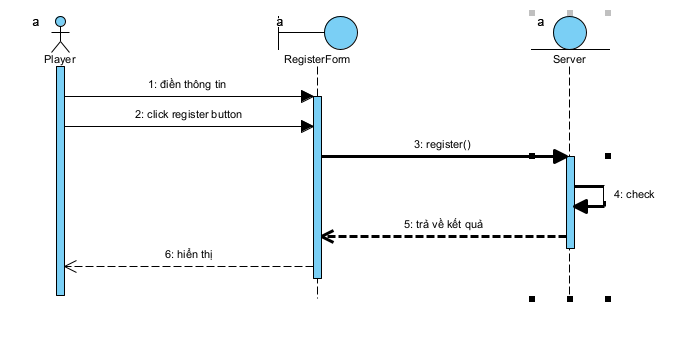 a
a
a
Player
RegisterForm
Server
1: điền thông tin
2: click register button
3: register()
4: check
5: trả về kết quả
6: hiển thị